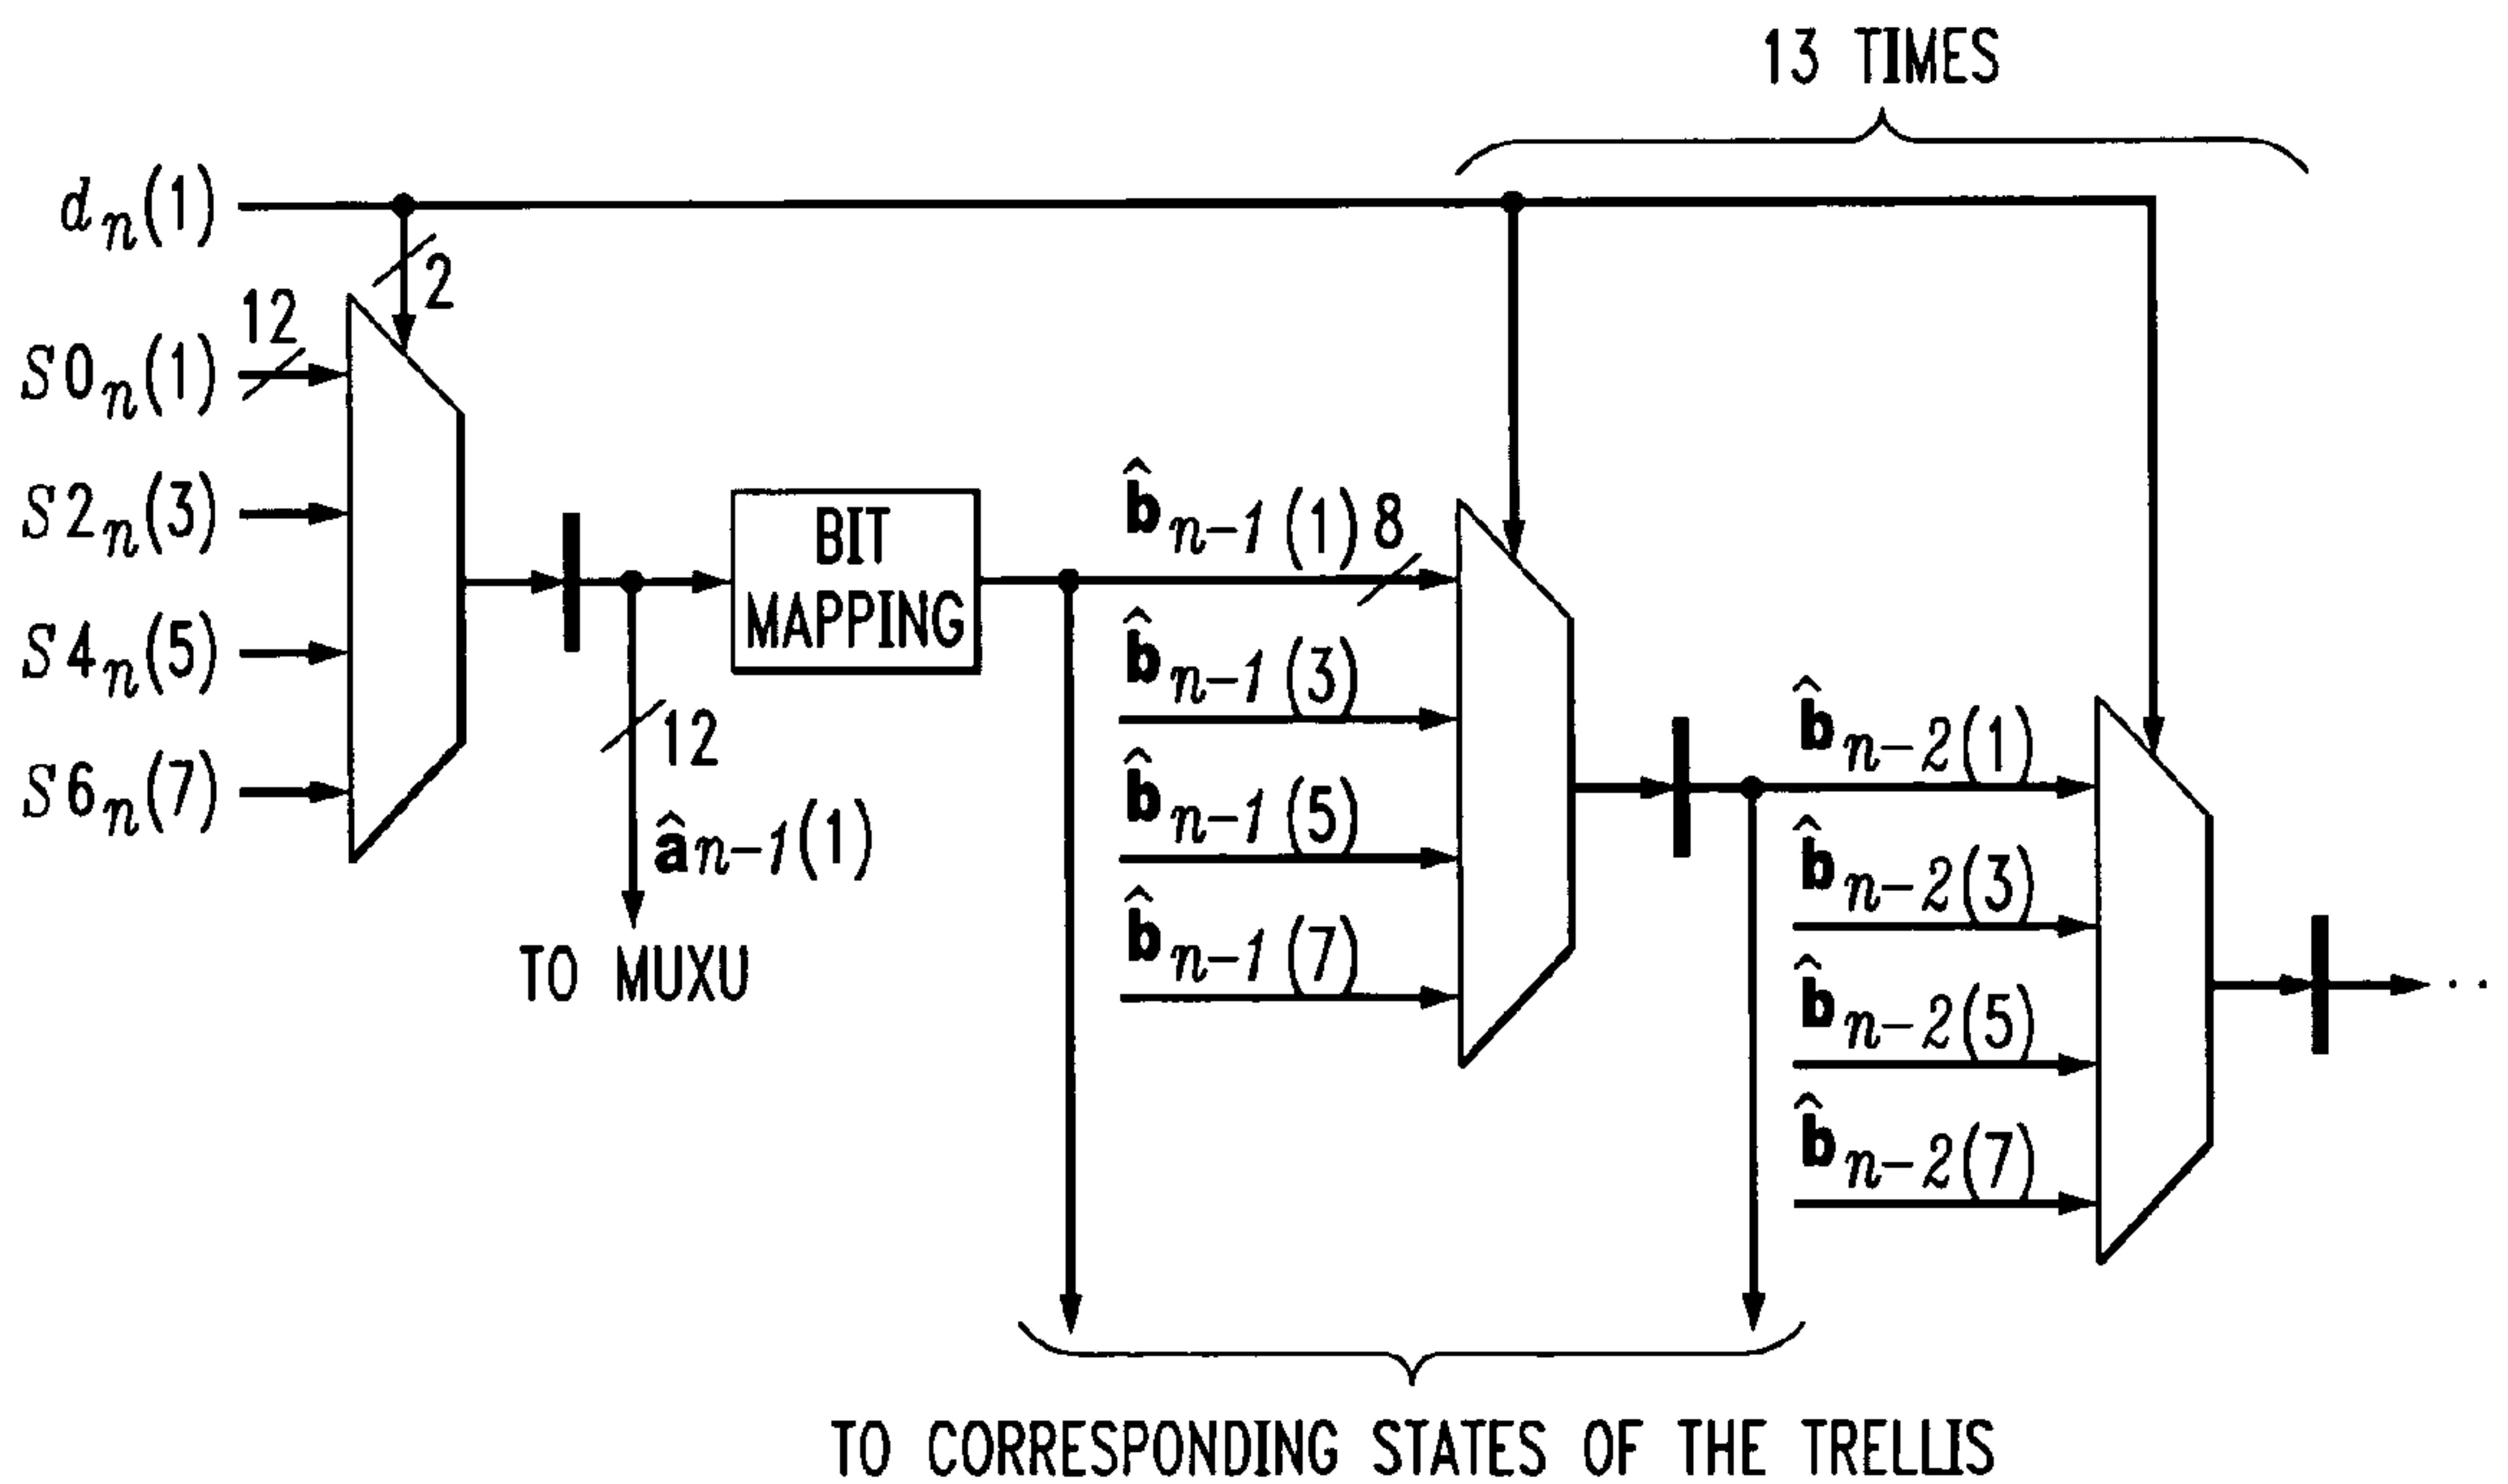 13 TIMES
dₙ(1)
2
12
S0ₙ(1)
S2ₙ(3)
S4ₙ(5)
S6ₙ(7)
BIT
MAPPING
12
âₙ₋₁(1)
TO MUXU
b̂ₙ₋₁(1) 8
b̂ₙ₋₁(3)
b̂ₙ₋₁(5)
b̂ₙ₋₁(7)
b̂ₙ₋₂(1)
b̂ₙ₋₂(3)
b̂ₙ₋₂(5)
b̂ₙ₋₂(7)
TO CORRESPONDING STATES OF THE TRELLIS